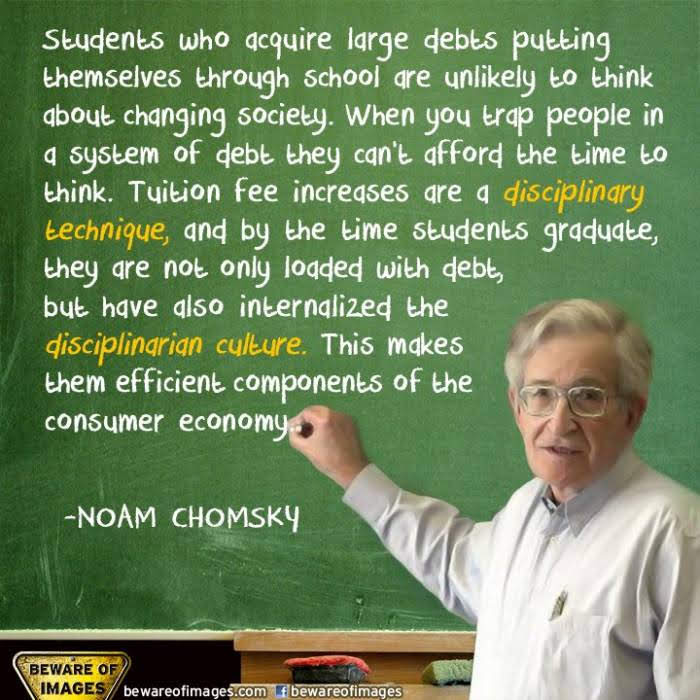 Students who acquire large debts putting
themselves through school are unlikely to think
about changing society. When you trap people in
a system of debt they can't afford the time to
think. Tuition fee increases are a disciplinary
technique, and by the time students graduate,
they are not only loaded with debt,
but have also internalized the
disciplinarian culture. This makes
them efficient components of the
consumer economy.
-NOAM CHOMSKY
BEWARE OF
IMAGES
bewareofimages.com f bewareofimages